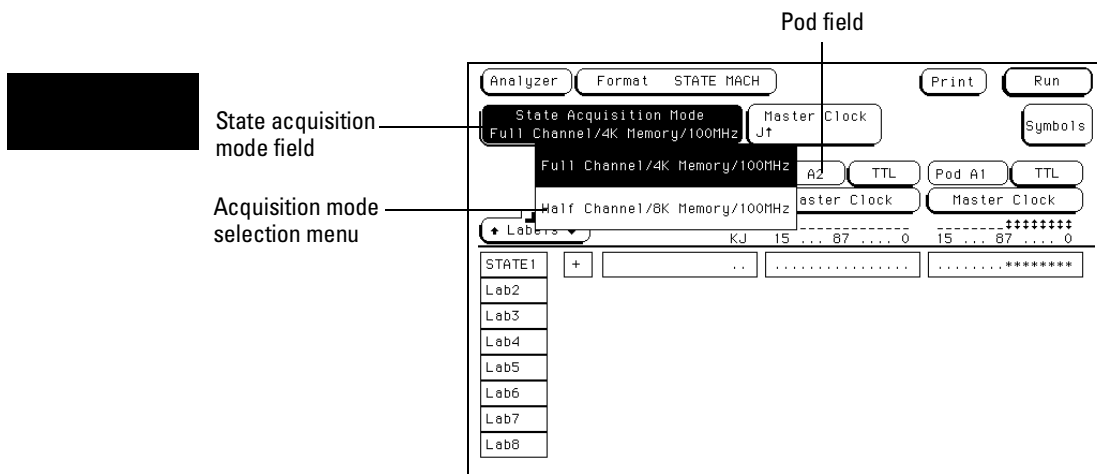 Pod field
Analyzer Format STATE MACH Print Run
State acquisition
mode field
State Acquisition Mode
Full Channel/4K Memory/100MHz
Master Clock
J↑
Symbols
Full Channel/4K Memory/100MHz
A2 TTL Pod A1 TTL
Acquisition mode
selection menu
Half Channel/8K Memory/100MHz
aster Clock Master Clock
Labels
KJ 15 ... 87 .... 0 15 ... 87 .... 0
STATE1 + .. ................ ........********
Lab2
Lab3
Lab4
Lab5
Lab6
Lab7
Lab8